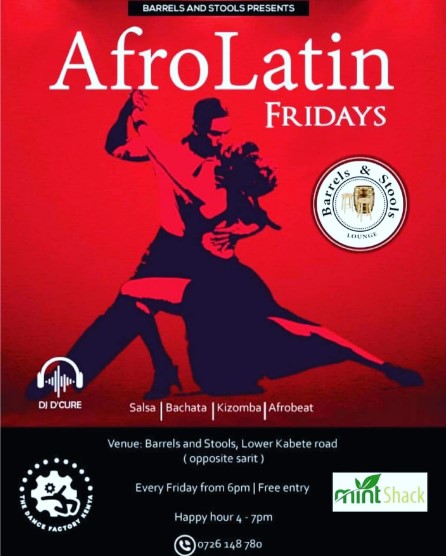 BARRELS AND STOOLS PRESENTS
AfroLatin
FRIDAYS
Barrels & Stools
LOUNGE
DJ D'CURE
Salsa | Bachata | Kizomba | Afrobeat
Venue: Barrels and Stools, Lower Kabete road
( opposite sarit )
Every Friday from 6pm | Free entry
Happy hour 4 - 7pm
0726 148 780
THE DANCE FACTORY KENYA
mint Shack